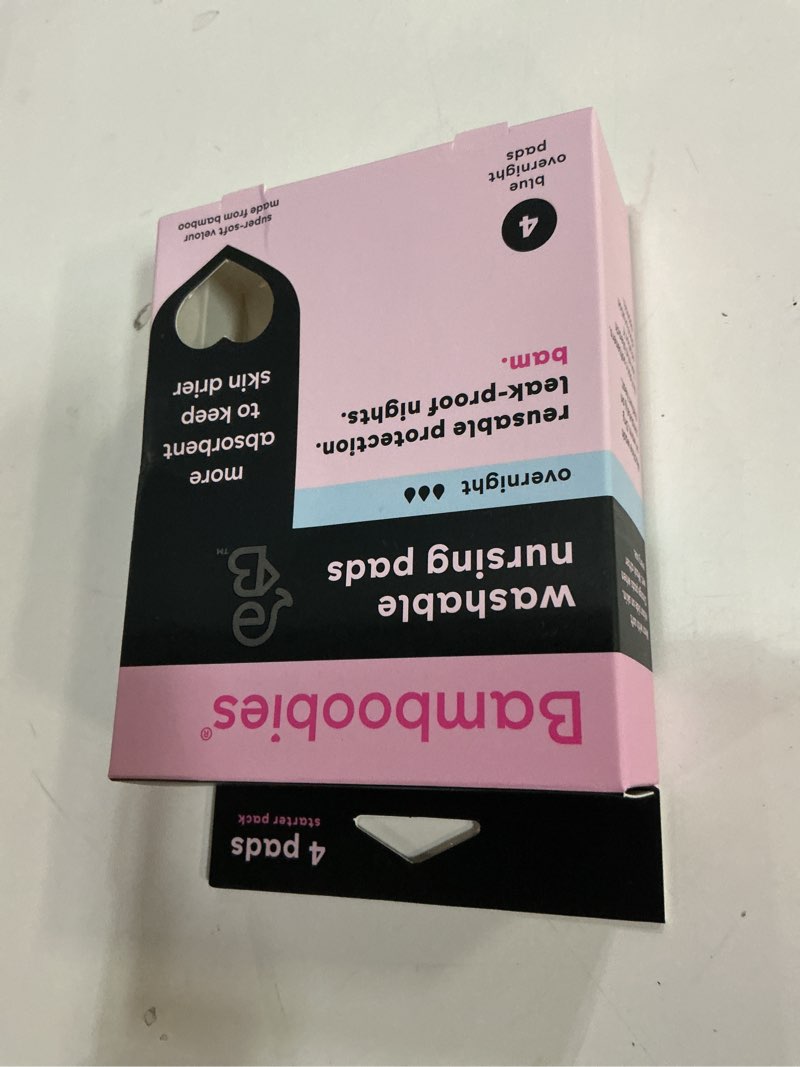 4 pads
starter pack
Bamboobies®
washable
nursing pads
B™
overnight
reusable protection.
leak-proof nights.
bam.
more
absorbent
to keep
skin drier
super-soft velour
made from bamboo
4
blue
overnight
pads